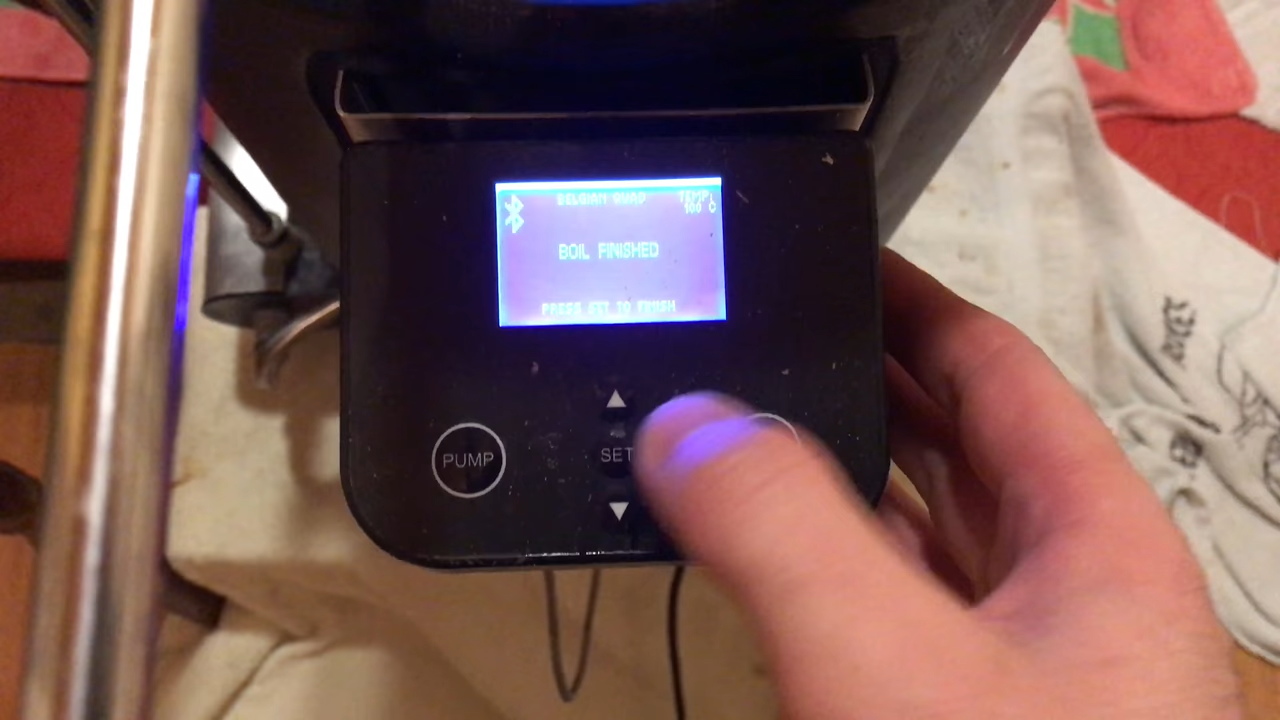 BELGIAN QUAD
TEMP:
100 C
BOIL FINISHED
PRESS SET TO FINISH
PUMP
SET